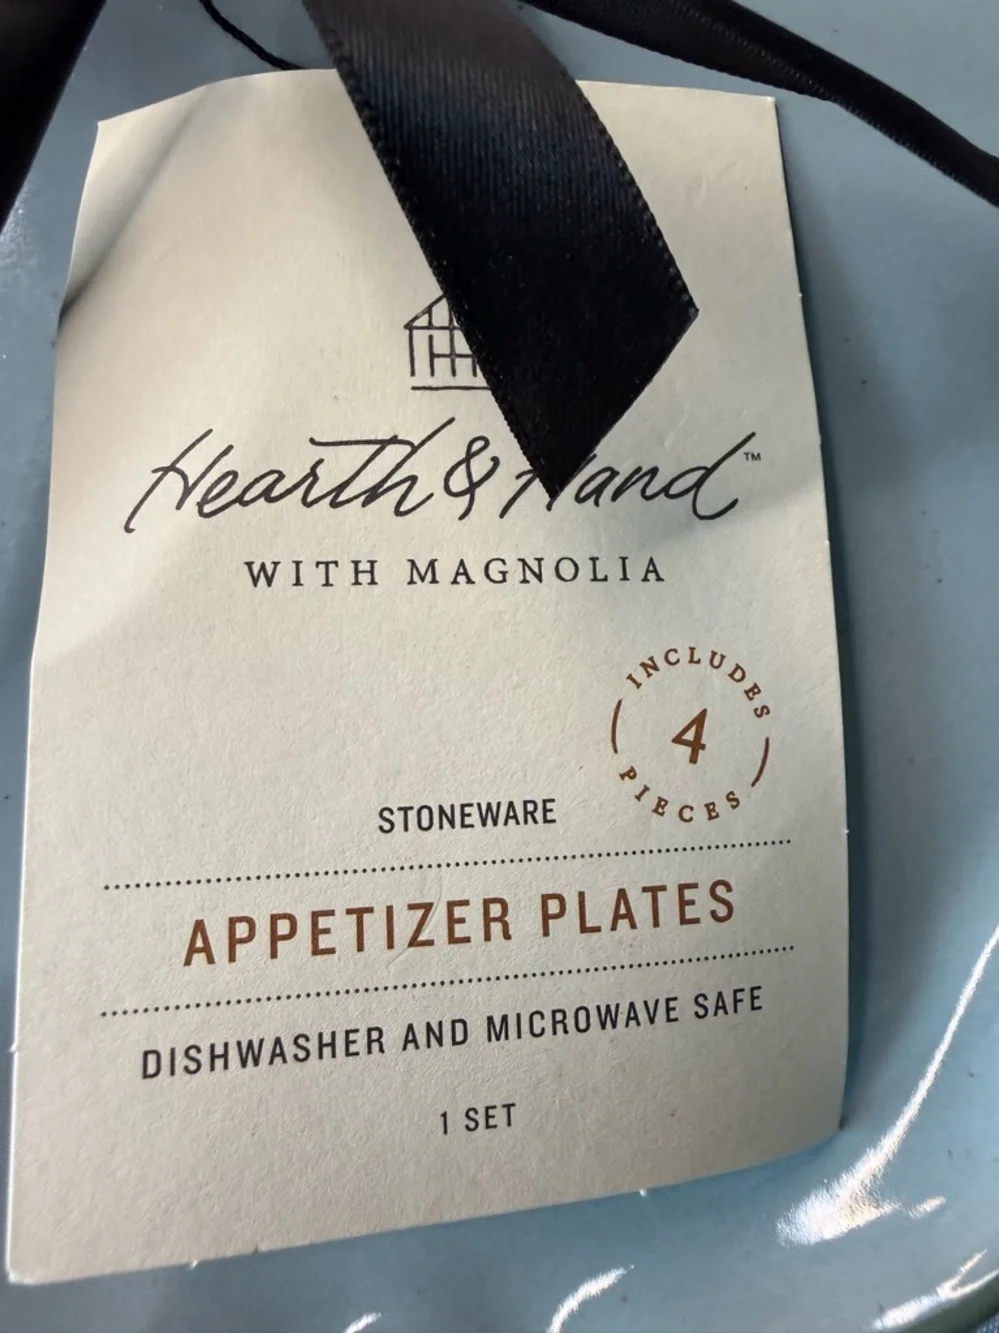 Hearth & Hand™
WITH MAGNOLIA
INCLUDES
4
PIECES
STONEWARE
APPETIZER PLATES
DISHWASHER AND MICROWAVE SAFE
1 SET